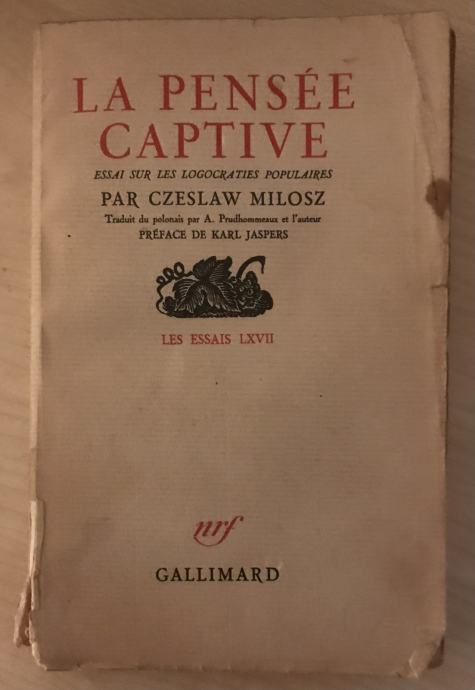 LA PENSÉE
CAPTIVE
ESSAI SUR LES LOGOCRATIES POPULAIRES
PAR CZESLAW MILOSZ
Traduit du polonais par A. Prudhommeaux et l'auteur
PRÉFACE DE KARL JASPERS
LES ESSAIS LXVII
nrf
GALLIMARD